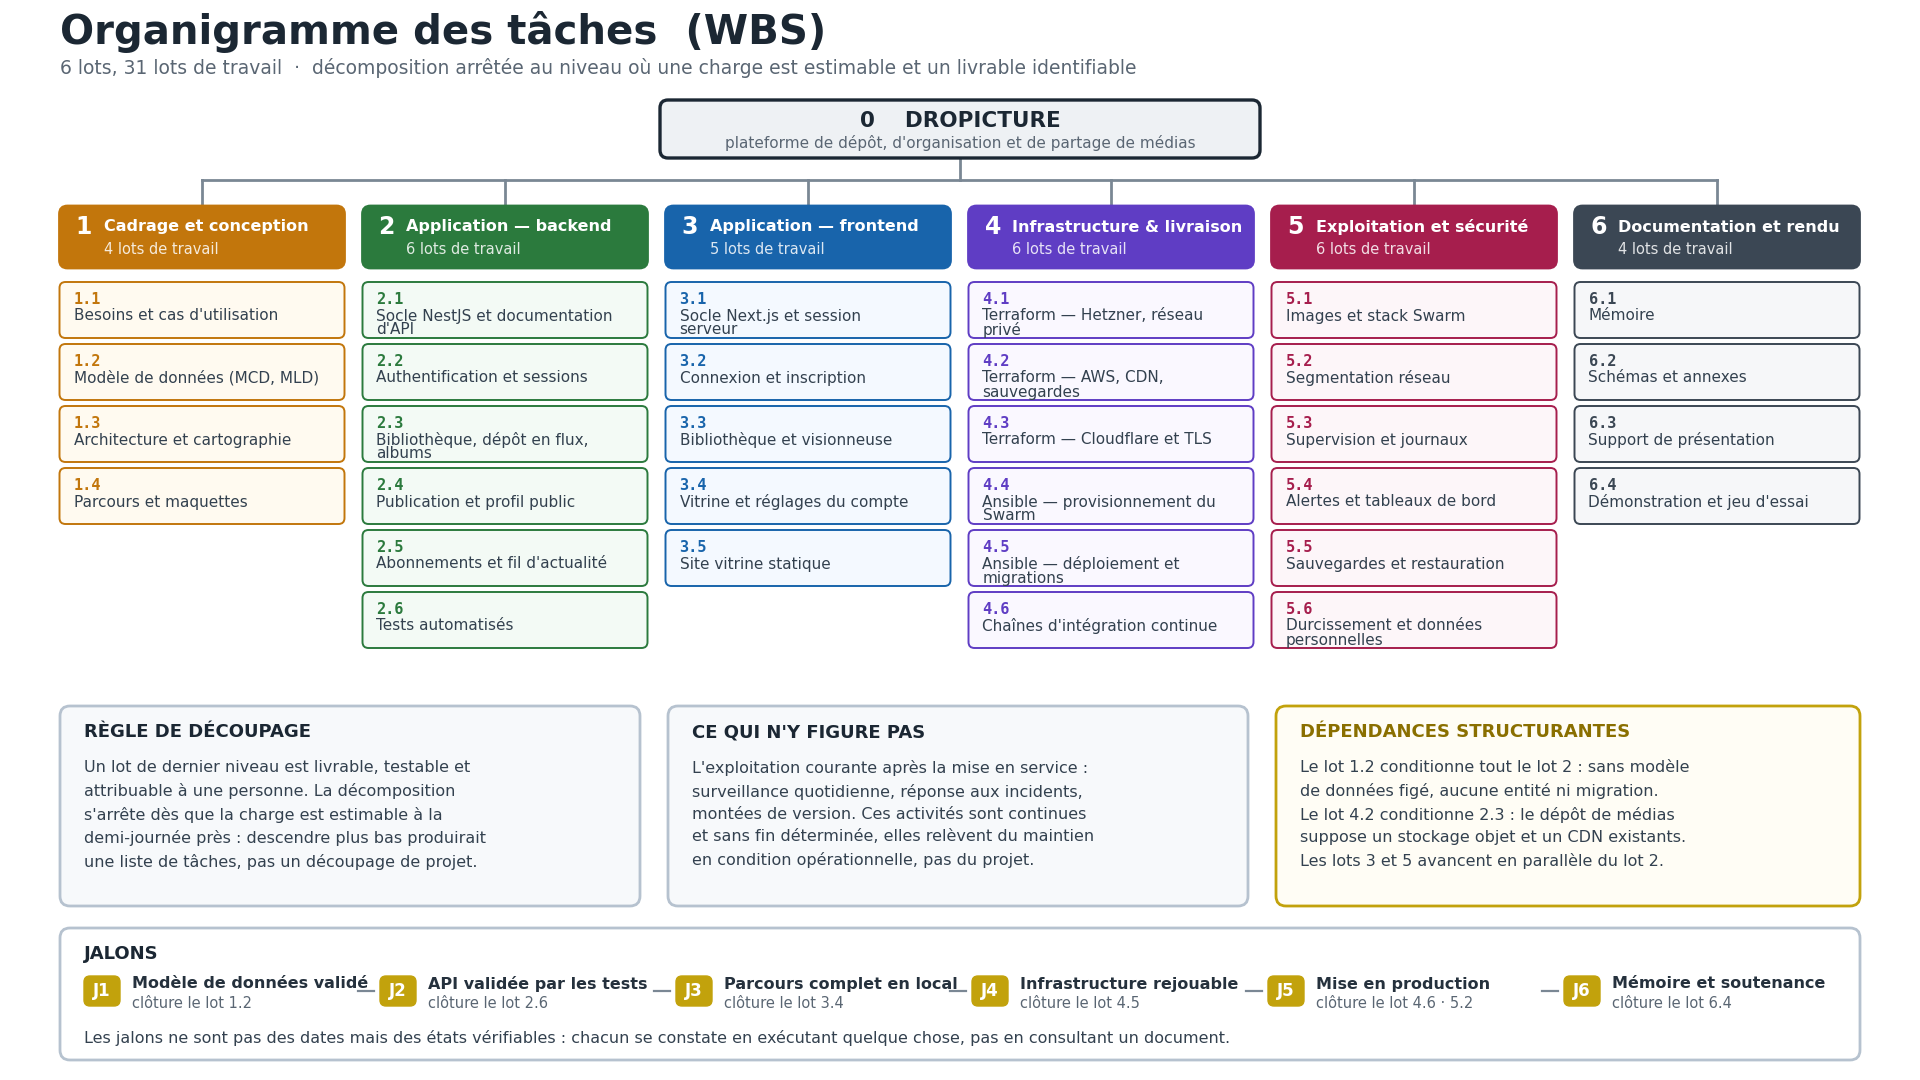 Organigramme des tâches (WBS)
6 lots, 31 lots de travail · décomposition arrêtée au niveau où une charge est estimable et un livrable identifiable
0 DROPICTURE
plateforme de dépôt, d'organisation et de partage de médias
1 Cadrage et conception
4 lots de travail
1.1
Besoins et cas d'utilisation
1.2
Modèle de données (MCD, MLD)
1.3
Architecture et cartographie
1.4
Parcours et maquettes
2 Application — backend
6 lots de travail
2.1
Socle NestJS et documentation
d'API
2.2
Authentification et sessions
2.3
Bibliothèque, dépôt en flux,
albums
2.4
Publication et profil public
2.5
Abonnements et fil d'actualité
2.6
Tests automatisés
3 Application — frontend
5 lots de travail
3.1
Socle Next.js et session
serveur
3.2
Connexion et inscription
3.3
Bibliothèque et visionneuse
3.4
Vitrine et réglages du compte
3.5
Site vitrine statique
4 Infrastructure & livraison
6 lots de travail
4.1
Terraform — Hetzner, réseau
privé
4.2
Terraform — AWS, CDN,
sauvegardes
4.3
Terraform — Cloudflare et TLS
4.4
Ansible — provisionnement du
Swarm
4.5
Ansible — déploiement et
migrations
4.6
Chaînes d'intégration continue
5 Exploitation et sécurité
6 lots de travail
5.1
Images et stack Swarm
5.2
Segmentation réseau
5.3
Supervision et journaux
5.4
Alertes et tableaux de bord
5.5
Sauvegardes et restauration
5.6
Durcissement et données
personnelles
6 Documentation et rendu
4 lots de travail
6.1
Mémoire
6.2
Schémas et annexes
6.3
Support de présentation
6.4
Démonstration et jeu d'essai
RÈGLE DE DÉCOUPAGE
Un lot de dernier niveau est livrable, testable et
attribuable à une personne. La décomposition
s'arrête dès que la charge est estimable à la
demi-journée près : descendre plus bas produirait
une liste de tâches, pas un découpage de projet.
CE QUI N'Y FIGURE PAS
L'exploitation courante après la mise en service :
surveillance quotidienne, réponse aux incidents,
montées de version. Ces activités sont continues
et sans fin déterminée, elles relèvent du maintien
en condition opérationnelle, pas du projet.
DÉPENDANCES STRUCTURANTES
Le lot 1.2 conditionne tout le lot 2 : sans modèle
de données figé, aucune entité ni migration.
Le lot 4.2 conditionne 2.3 : le dépôt de médias
suppose un stockage objet et un CDN existants.
Les lots 3 et 5 avancent en parallèle du lot 2.
JALONS
J1 Modèle de données validé
clôture le lot 1.2
J2 API validée par les tests
clôture le lot 2.6
J3 Parcours complet en local
clôture le lot 3.4
J4 Infrastructure rejouable
clôture le lot 4.5
J5 Mise en production
clôture le lot 4.6 · 5.2
J6 Mémoire et soutenance
clôture le lot 6.4
Les jalons ne sont pas des dates mais des états vérifiables : chacun se constate en exécutant quelque chose, pas en consultant un document.